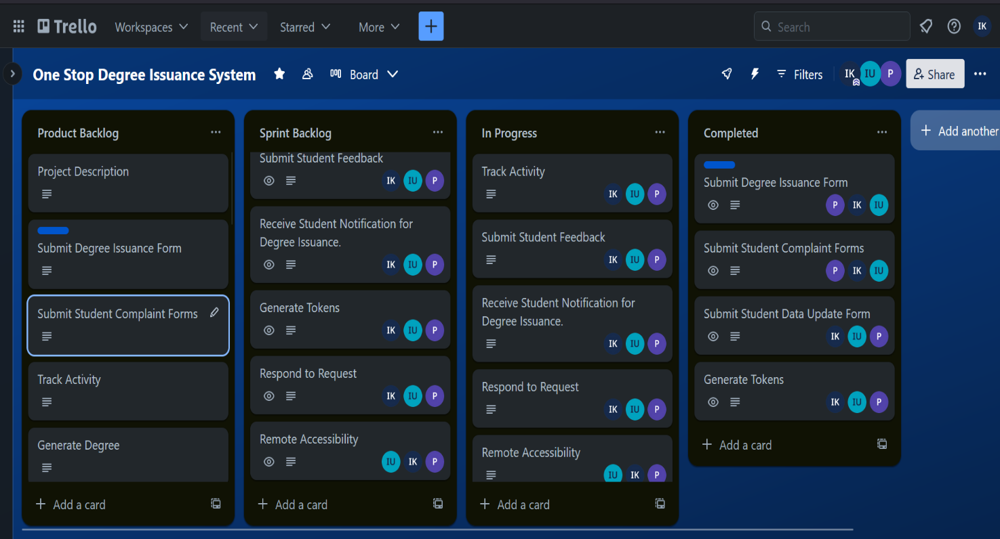 Trello
Workspaces
Recent
Starred
More
+
Search
IK
One Stop Degree Issuance System
Board
Filters
IK
IU
P
Share
Product Backlog
Project Description
Submit Degree Issuance Form
Submit Student Complaint Forms
Track Activity
Generate Degree
+ Add a card
Sprint Backlog
Submit Student Feedback
IK IU P
Receive Student Notification for
Degree Issuance.
IK IU P
Generate Tokens
IK IU P
Respond to Request
IK IU P
Remote Accessibility
IU IK P
+ Add a card
In Progress
Track Activity
IK IU P
Submit Student Feedback
IK IU P
Receive Student Notification for
Degree Issuance.
IK IU P
Respond to Request
IK IU P
Remote Accessibility
IU IK P
+ Add a card
Completed
Submit Degree Issuance Form
P IK IU
Submit Student Complaint Forms
P IK IU
Submit Student Data Update Form
IK IU P
Generate Tokens
IK IU P
+ Add a card
+ Add another